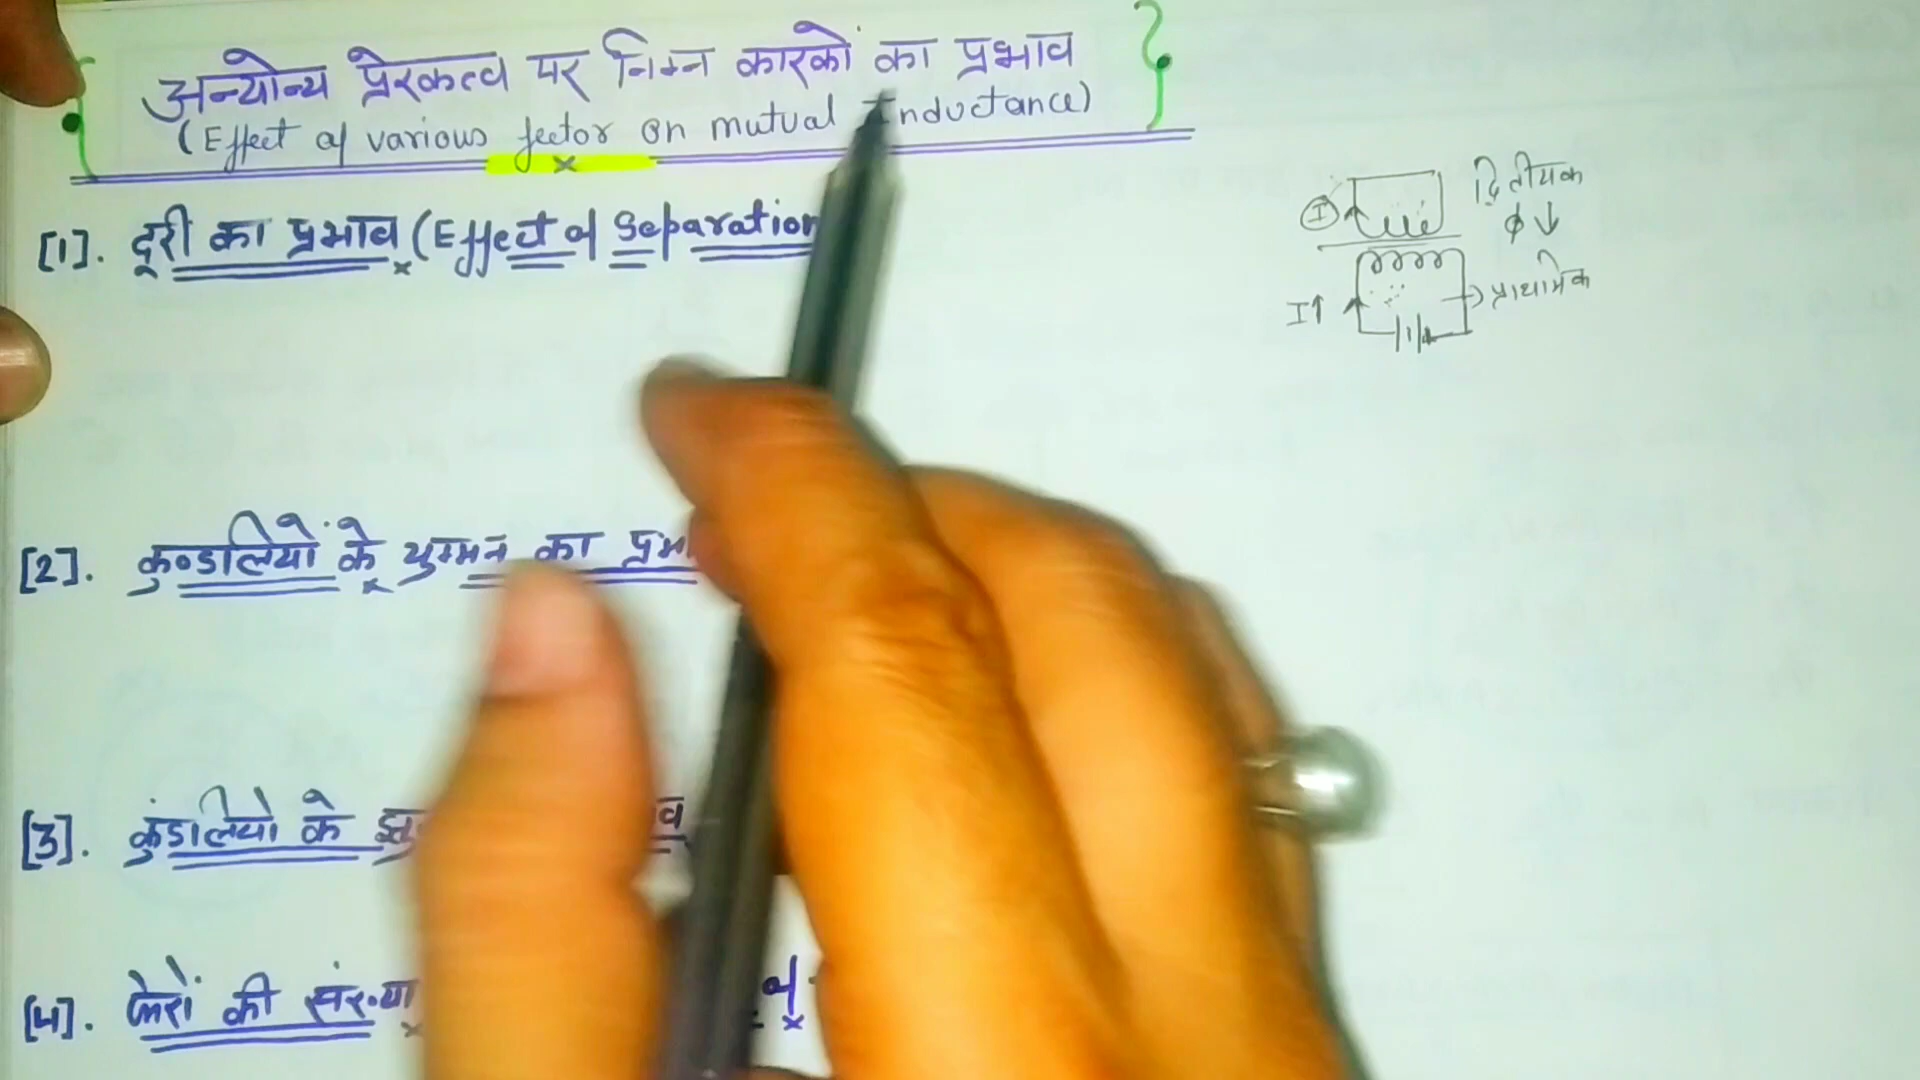 अन्योन्य प्रेरकत्व पर निम्न कारकों का प्रभाव
(Effect of various fector on mutual Inductance)
[1]. दूरी का प्रभाव (Effect of Separation
[2]. कुण्डलियों के युग्मन का
[3]. कुंडलियो के
[4]. फेरों की संख्या of
द्वितीयक
I
ϕ↓
I↑
प्राथमिक